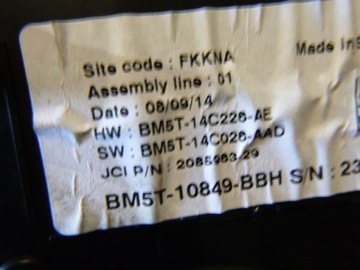 Site code : FKKNA
Made in
Assembly line : 01
Date : 08/09/14
HW : BM5T-14C226-AE
SW : BM5T-14C026-AAD
JCI P/N : 2085983-29
BM5T-10849-BBH S/N : 23